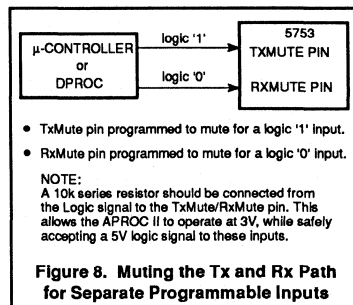 logic '1'
5753
μ-CONTROLLER
or
DPROC
TXMUTE PIN
logic '0'
RXMUTE PIN
• TxMute pin programmed to mute for a logic '1' input.
• RxMute pin programmed to mute for a logic '0' input.
NOTE:
A 10k series resistor should be connected from
the Logic signal to the TxMute/RxMute pin. This
allows the APROC II to operate at 3V, while safely
accepting a 5V logic signal to these inputs.
Figure 8. Muting the Tx and Rx Path
for Separate Programmable Inputs